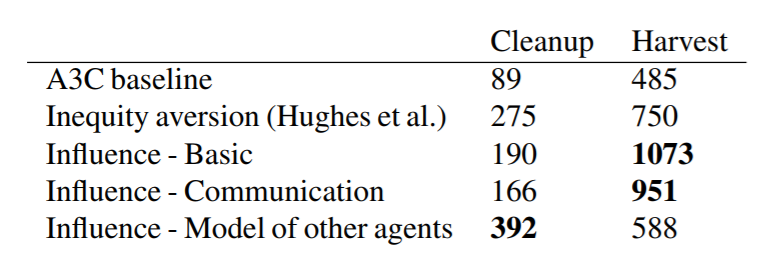 Cleanup Harvest
A3C baseline 89 485
Inequity aversion (Hughes et al.) 275 750
Influence - Basic 190 1073
Influence - Communication 166 951
Influence - Model of other agents 392 588